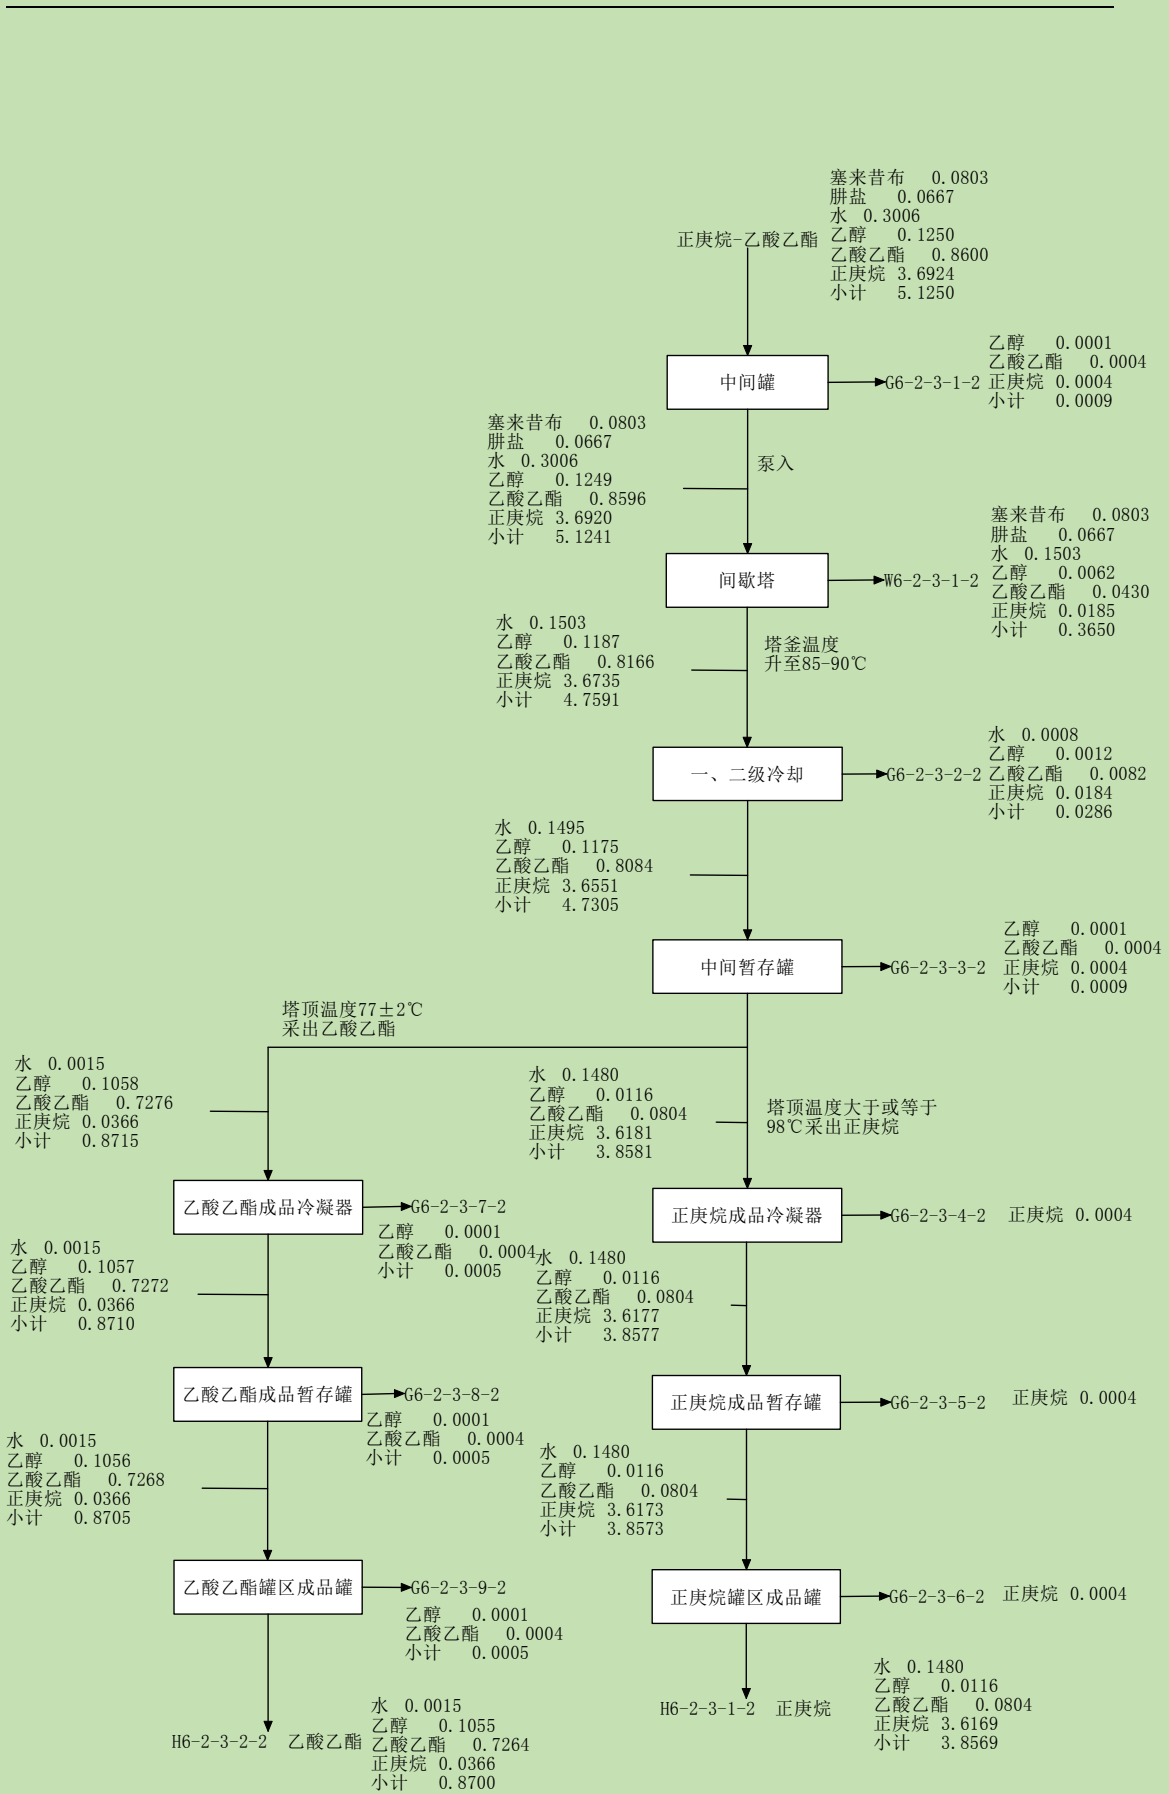 塞来昔布 0.0803
肼盐 0.0667
水 0.3006
乙醇 0.1250
乙酸乙酯 0.8600
正庚烷 3.6924
小计 5.1250
正庚烷-乙酸乙酯
中间罐
G6-2-3-1-2
乙醇 0.0001
乙酸乙酯 0.0004
正庚烷 0.0004
小计 0.0009
塞来昔布 0.0803
肼盐 0.0667
水 0.3006
乙醇 0.1249
乙酸乙酯 0.8596
正庚烷 3.6920
小计 5.1241
泵入
间歇塔
W6-2-3-1-2
塞来昔布 0.0803
肼盐 0.0667
水 0.1503
乙醇 0.0062
乙酸乙酯 0.0430
正庚烷 0.0185
小计 0.3650
水 0.1503
乙醇 0.1187
乙酸乙酯 0.8166
正庚烷 3.6735
小计 4.7591
塔釜温度
升至85-90℃
一、二级冷却
G6-2-3-2-2
水 0.0008
乙醇 0.0012
乙酸乙酯 0.0082
正庚烷 0.0184
小计 0.0286
水 0.1495
乙醇 0.1175
乙酸乙酯 0.8084
正庚烷 3.6551
小计 4.7305
中间暂存罐
G6-2-3-3-2
乙醇 0.0001
乙酸乙酯 0.0004
正庚烷 0.0004
小计 0.0009
塔顶温度77±2℃
采出乙酸乙酯
水 0.0015
乙醇 0.1058
乙酸乙酯 0.7276
正庚烷 0.0366
小计 0.8715
水 0.1480
乙醇 0.0116
乙酸乙酯 0.0804
正庚烷 3.6181
小计 3.8581
塔顶温度大于或等于
98℃采出正庚烷
乙酸乙酯成品冷凝器
G6-2-3-7-2
乙醇 0.0001
乙酸乙酯 0.0004
小计 0.0005
正庚烷成品冷凝器
G6-2-3-4-2 正庚烷 0.0004
水 0.0015
乙醇 0.1057
乙酸乙酯 0.7272
正庚烷 0.0366
小计 0.8710
水 0.1480
乙醇 0.0116
乙酸乙酯 0.0804
正庚烷 3.6177
小计 3.8577
乙酸乙酯成品暂存罐
G6-2-3-8-2
乙醇 0.0001
乙酸乙酯 0.0004
小计 0.0005
正庚烷成品暂存罐
G6-2-3-5-2 正庚烷 0.0004
水 0.0015
乙醇 0.1056
乙酸乙酯 0.7268
正庚烷 0.0366
小计 0.8705
水 0.1480
乙醇 0.0116
乙酸乙酯 0.0804
正庚烷 3.6173
小计 3.8573
乙酸乙酯罐区成品罐
G6-2-3-9-2
乙醇 0.0001
乙酸乙酯 0.0004
小计 0.0005
正庚烷罐区成品罐
G6-2-3-6-2 正庚烷 0.0004
H6-2-3-2-2 乙酸乙酯
水 0.0015
乙醇 0.1055
乙酸乙酯 0.7264
正庚烷 0.0366
小计 0.8700
H6-2-3-1-2 正庚烷
水 0.1480
乙醇 0.0116
乙酸乙酯 0.0804
正庚烷 3.6169
小计 3.8569